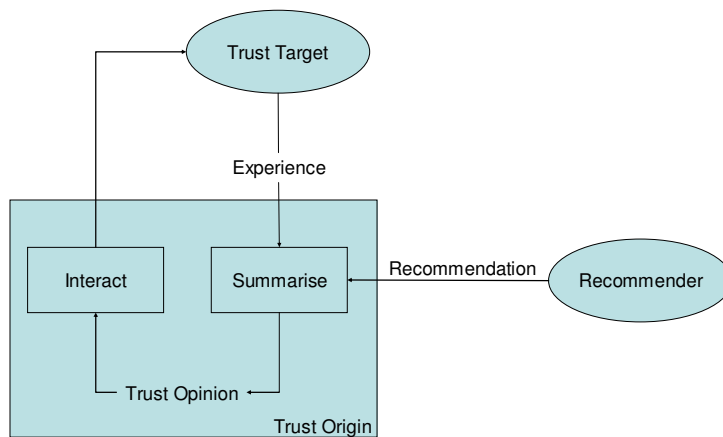 Trust Target
Experience
Interact
Summarise
Recommendation
Recommender
Trust Opinion
Trust Origin